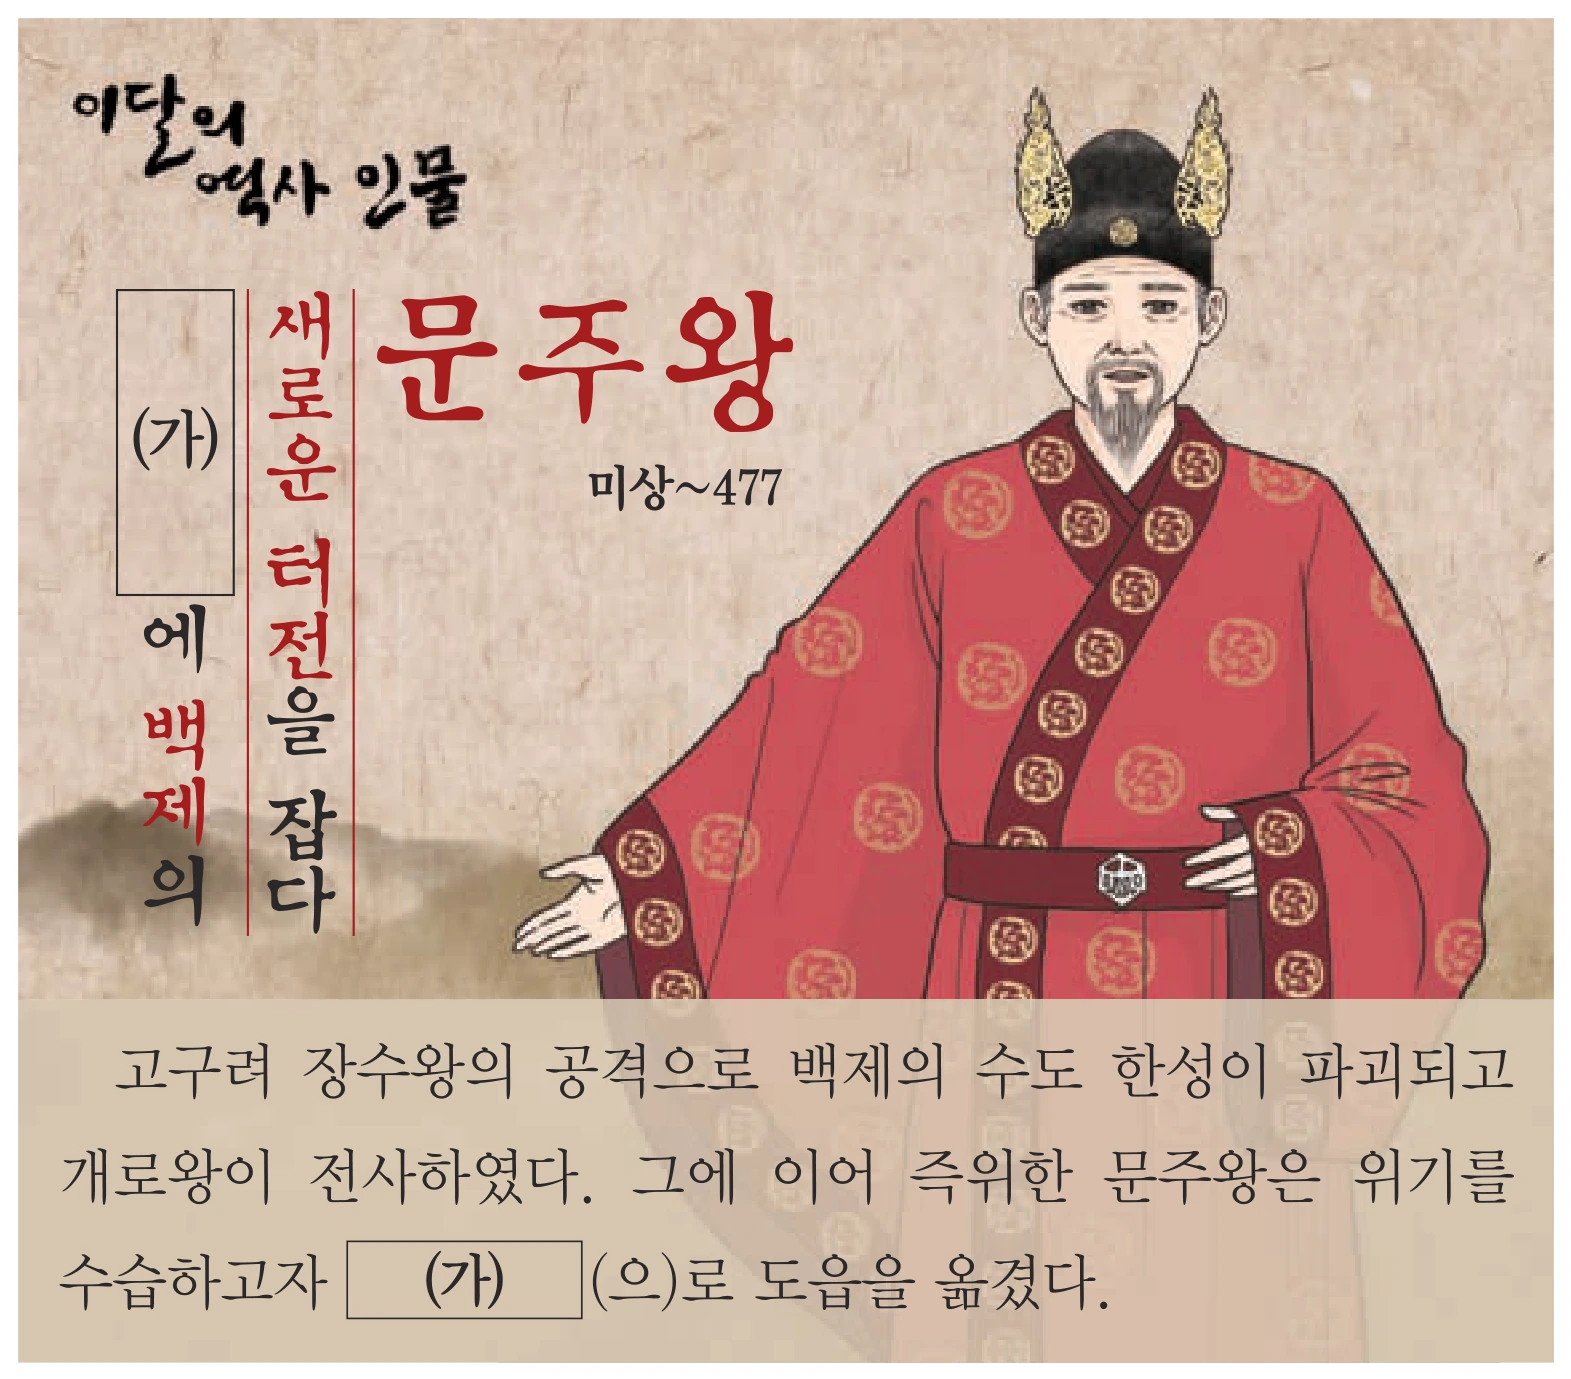 이달의
역사 인물
문주왕
미상~477
(가)에 백제의
새로운 터전을 잡다
고구려 장수왕의 공격으로 백제의 수도 한성이 파괴되고
개로왕이 전사하였다. 그에 이어 즉위한 문주왕은 위기를
수습하고자 (가) (으)로 도읍을 옮겼다.